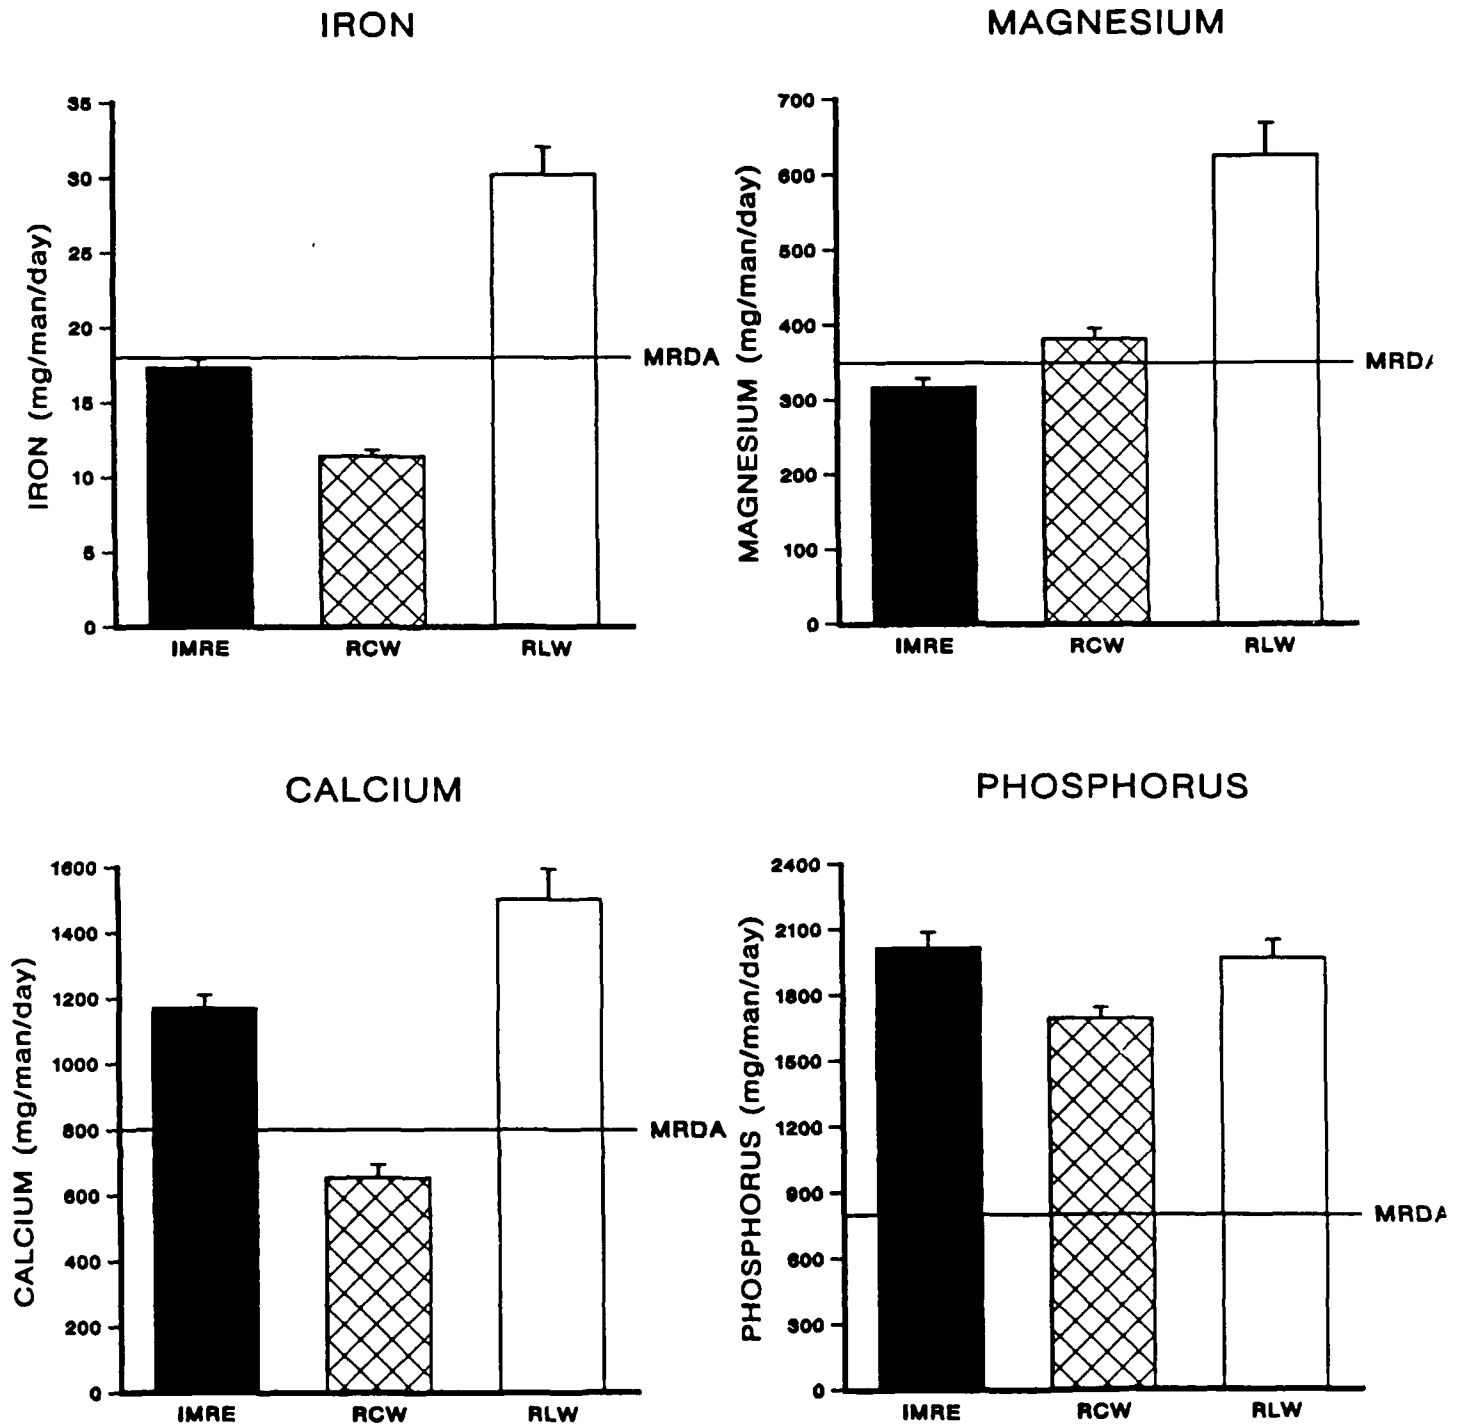 IRON
35
30
25
20
15
10
5
0
IRON (mg/man/day)
MRDA
IMRE RCW RLW
MAGNESIUM
700
600
500
400
300
200
100
0
MAGNESIUM (mg/man/day)
MRDA
IMRE RCW RLW
CALCIUM
1600
1400
1200
1000
800
600
400
200
0
CALCIUM (mg/man/day)
MRDA
IMRE RCW RLW
PHOSPHORUS
2400
2100
1800
1500
1200
900
600
300
0
PHOSPHORUS (mg/man/day)
MRDA
IMRE RCW RLW